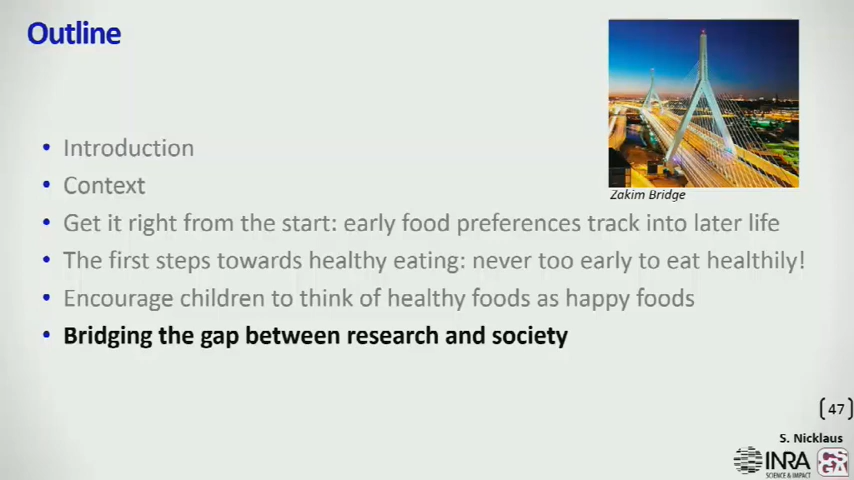 Outline
Zakim Bridge
Introduction
Context
Get it right from the start: early food preferences track into later life
The first steps towards healthy eating: never too early to eat healthily!
Encourage children to think of healthy foods as happy foods
Bridging the gap between research and society
47
S. Nicklaus
INRA
SCIENCE & IMPACT
CSGA